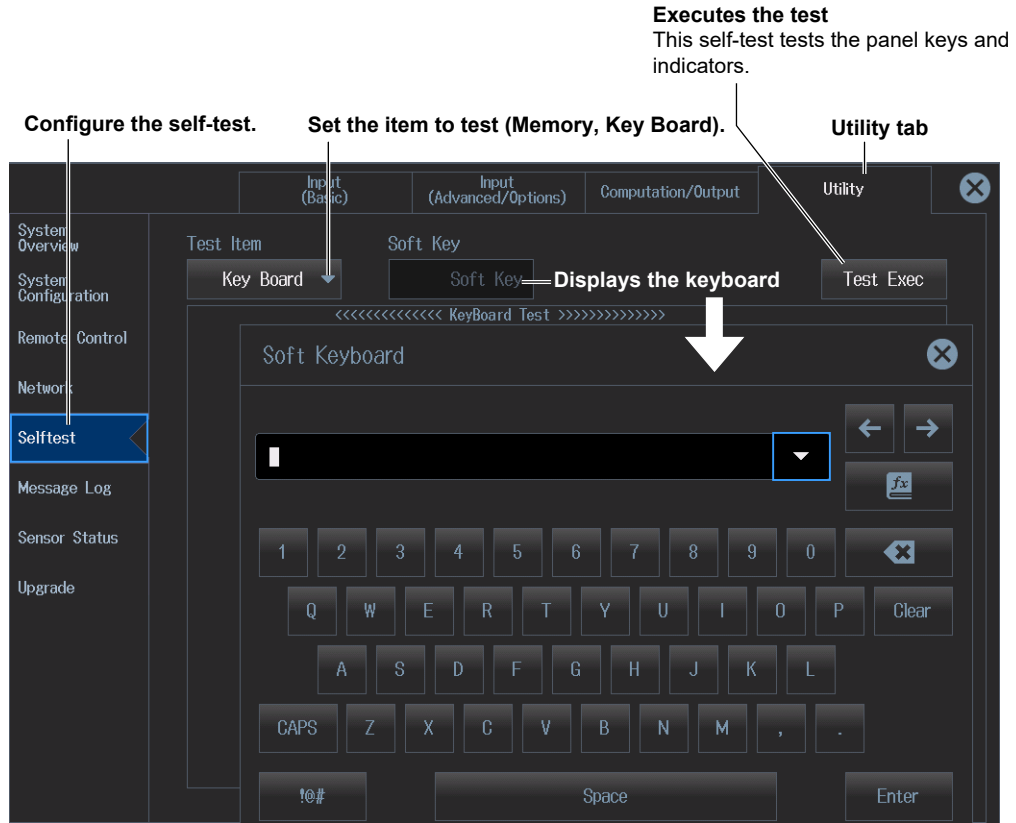 Executes the test
This self-test tests the panel keys and
indicators.
Configure the self-test.
Set the item to test (Memory, Key Board).
Utility tab
Input
(Basic)
Input
(Advanced/Options)
Computation/Output
Utility
System
Overview
System
Configuration
Remote Control
Network
Selftest
Message Log
Sensor Status
Upgrade
Test Item
Soft Key
Key Board
Soft Key
Displays the keyboard
Test Exec
<<<<<<<<<<<<<< KeyBoard Test >>>>>>>>>>>>>>
Soft Keyboard
fx
1 2 3 4 5 6 7 8 9 0
Q W E R T Y U I O P Clear
A S D F G H J K L
CAPS Z X C V B N M , .
!@# Space Enter